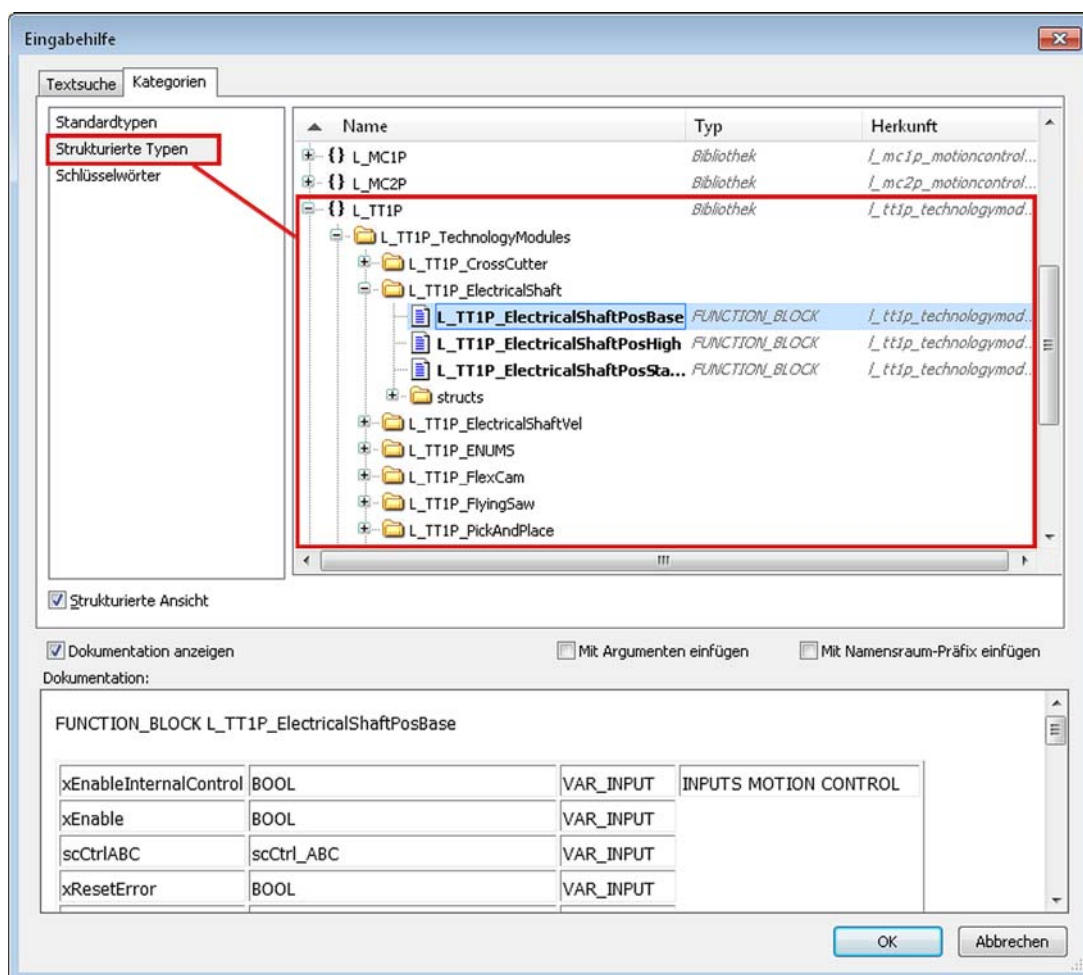 Eingabehilfe
Textsuche Kategorien
Standardtypen
Strukturierte Typen
Schlüsselwörter
Name Typ Herkunft
{} L_MC1P Bibliothek l_mc1p_motioncontrol...
{} L_MC2P Bibliothek l_mc2p_motioncontrol...
{} L_TT1P Bibliothek l_tt1p_technologymod...
L_TT1P_TechnologyModules
L_TT1P_CrossCutter
L_TT1P_ElectricalShaft
L_TT1P_ElectricalShaftPosBase FUNCTION_BLOCK l_tt1p_technologymod...
L_TT1P_ElectricalShaftPosHigh FUNCTION_BLOCK l_tt1p_technologymod...
L_TT1P_ElectricalShaftPosSta... FUNCTION_BLOCK l_tt1p_technologymod...
structs
L_TT1P_ElectricalShaftVel
L_TT1P_ENUMS
L_TT1P_FlexCam
L_TT1P_FlyingSaw
L_TT1P_PickAndPlace
Strukturierte Ansicht
Dokumentation anzeigen Mit Argumenten einfügen Mit Namensraum-Präfix einfügen
Dokumentation:
FUNCTION_BLOCK L_TT1P_ElectricalShaftPosBase
xEnableInternalControl BOOL VAR_INPUT INPUTS MOTION CONTROL
xEnable BOOL VAR_INPUT
scCtrlABC scCtrl_ABC VAR_INPUT
xResetError BOOL VAR_INPUT
OK Abbrechen